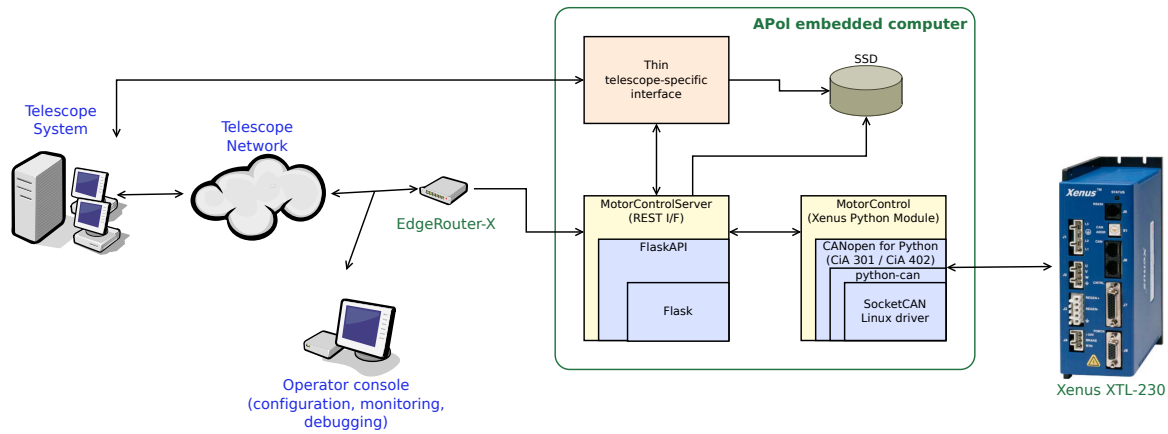 APol embedded computer
Thin
telescope-specific
interface
SSD
Telescope
System
Telescope
Network
EdgeRouter-X
MotorControlServer
(REST I/F)
FlaskAPI
Flask
MotorControl
(Xenus Python Module)
CANopen for Python
(CiA 301 / CiA 402)
python-can
SocketCAN
Linux driver
Operator console
(configuration, monitoring,
debugging)
Xenus™
STATUS
Xenus XTL-230